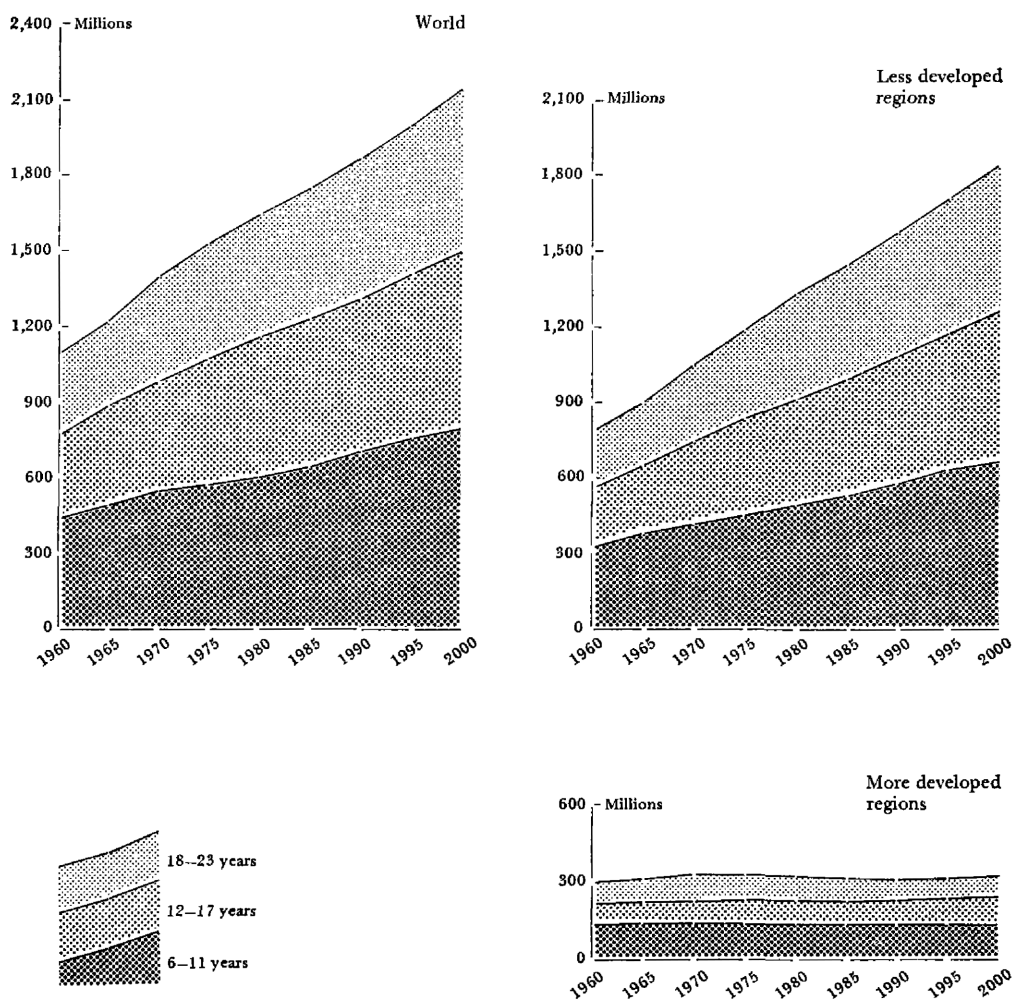 World
2,400 Millions
2,100
1,800
1,500
1,200
900
600
300
0
1960 1965 1970 1975 1980 1985 1990 1995 2000
Less developed
regions
2,100 Millions
1,800
1,500
1,200
900
600
300
0
1960 1965 1970 1975 1980 1985 1990 1995 2000
18–23 years
12–17 years
6–11 years
More developed
regions
600 Millions
300
0
1960 1965 1970 1975 1980 1985 1990 1995 2000